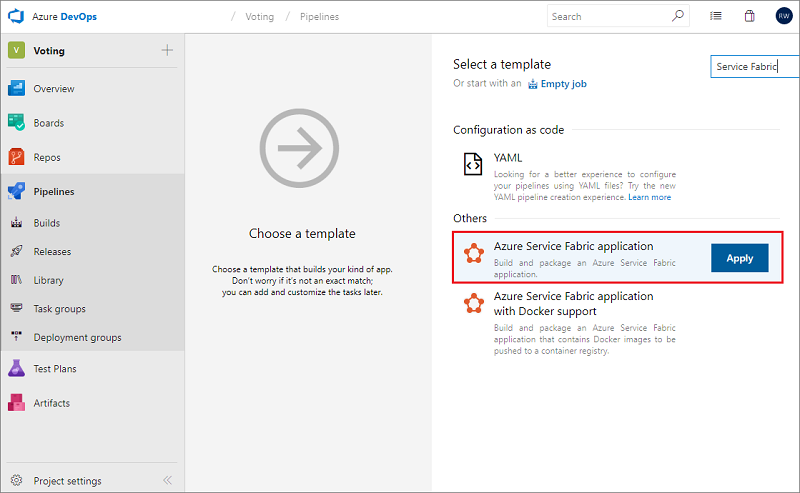 Azure DevOps
/ Voting / Pipelines
Search
RW
V Voting
Overview
Boards
Repos
Pipelines
Builds
Releases
Library
Task groups
Deployment groups
Test Plans
Artifacts
Project settings
Choose a template
Choose a template that builds your kind of app.
Don't worry if it's not an exact match;
you can add and customize the tasks later.
Select a template
Or start with an Empty job
Service Fabric
Configuration as code
YAML
Looking for a better experience to configure
your pipelines using YAML files? Try the new
YAML pipeline creation experience. Learn more
Others
Azure Service Fabric application
Build and package an Azure Service Fabric
application.
Apply
Azure Service Fabric application
with Docker support
Build and package an Azure Service Fabric
application that contains Docker images to be
pushed to a container registry.